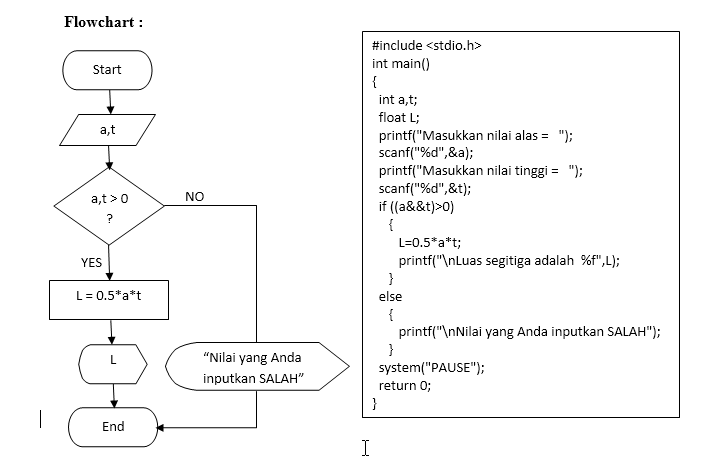 Flowchart :
Start
a,t
a,t > 0
?
NO
YES
L = 0.5*a*t
L
"Nilai yang Anda
inputkan SALAH"
End
#include <stdio.h>
int main()
{
int a,t;
float L;
printf("Masukkan nilai alas =   ");
scanf("%d",&a);
printf("Masukkan nilai tinggi =   ");
scanf("%d",&t);
if ((a&&t)>0)
{
L=0.5*a*t;
printf("\nLuas segitiga adalah  %f",L);
}
else
{
printf("\nNilai yang Anda inputkan SALAH");
}
system("PAUSE");
return 0;
}